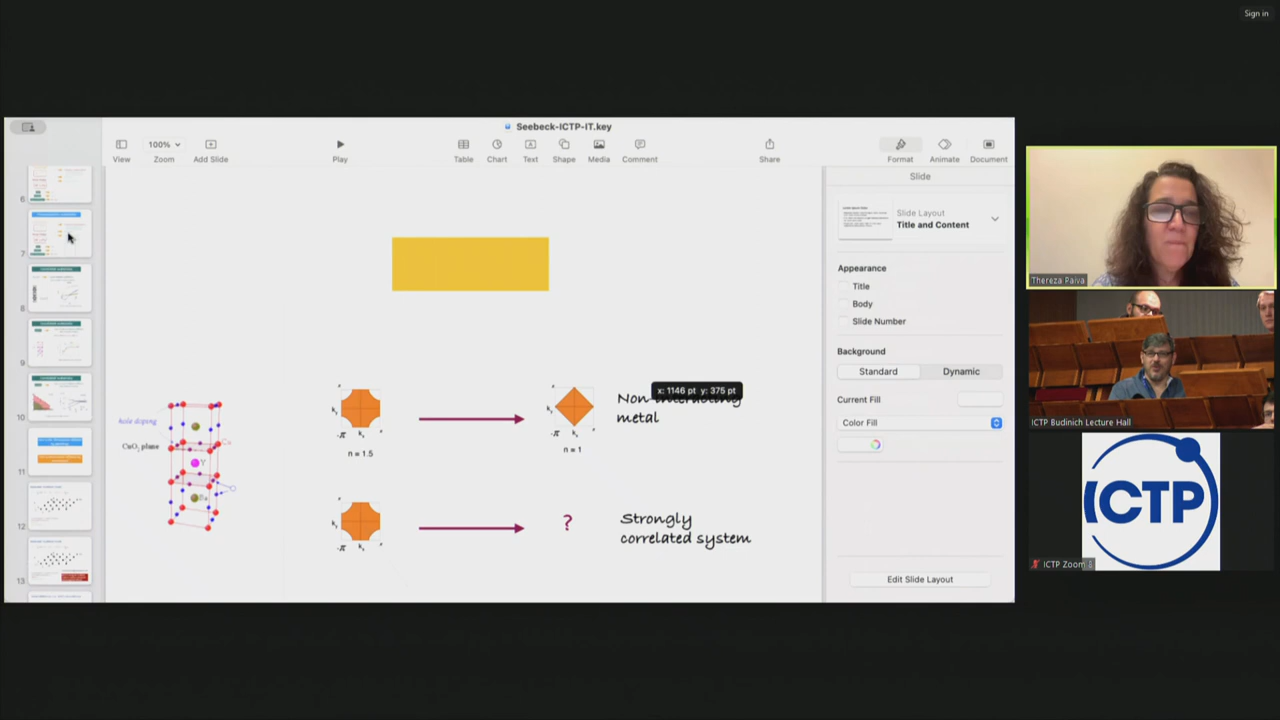 Sign in
Seebeck-ICTP-IT.key
100%
View
Zoom
Add Slide
Play
Table
Chart
Text
Shape
Media
Comment
Share
Format
Animate
Document
Slide
6
7
8
9
10
11
12
13
Slide Layout
Title and Content
Appearance
Title
Body
Slide Number
Background
Standard
Dynamic
Current Fill
Color Fill
Edit Slide Layout
hole doping
CuO2 plane
Y
-π
n = 1.5
-π
n = 1
x: 1146 pt y: 375 pt
Non-interacting
metal
-π
?
Strongly
correlated system
Thereza Paiva
ICTP Budinich Lecture Hall
ICTP
ICTP Zoom